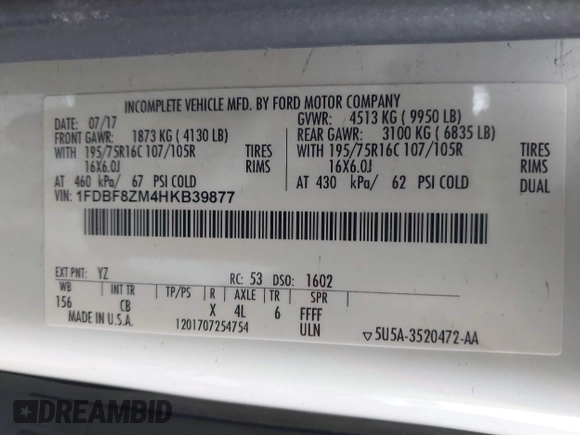 INCOMPLETE VEHICLE MFD. BY FORD MOTOR COMPANY
DATE: 07/17 GVWR: 4513 KG ( 9950 LB)
FRONT GAWR: 1873 KG ( 4130 LB) REAR GAWR: 3100 KG ( 6835 LB)
WITH 195/75R16C 107/105R TIRES WITH 195/75R16C 107/105R TIRES
16X6.0J RIMS 16X6.0J RIMS
AT 460 kPa/ 67 PSI COLD AT 430 kPa/ 62 PSI COLD DUAL
VIN: 1FDBF8ZM4HKB39877
EXT PNT: YZ RC: 53 DSO: 1602
WB INT TR TP/PS R AXLE TR SPR
156 CB X 4L 6 FFFF
MADE IN U.S.A. 1201707254754 ULN ▽5U5A-3520472-AA
DREAMBID